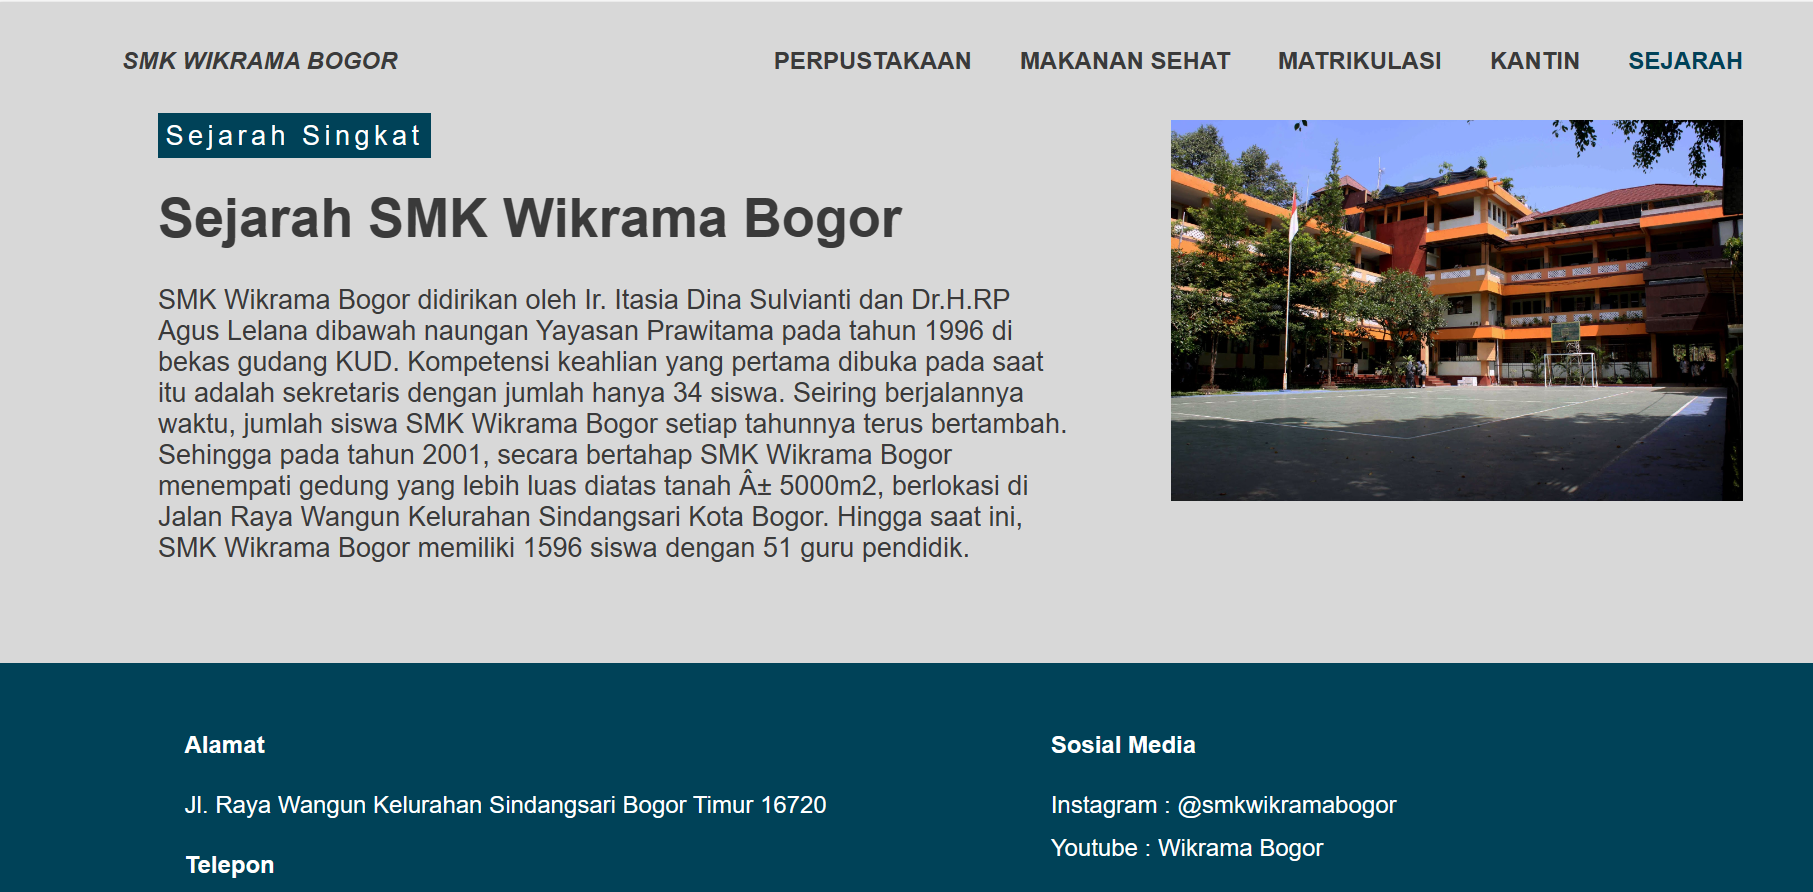 SMK WIKRAMA BOGOR
PERPUSTAKAAN MAKANAN SEHAT MATRIKULASI KANTIN SEJARAH
Sejarah Singkat
Sejarah SMK Wikrama Bogor
SMK Wikrama Bogor didirikan oleh Ir. Itasia Dina Sulvianti dan Dr.H.RP
Agus Lelana dibawah naungan Yayasan Prawitama pada tahun 1996 di
bekas gudang KUD. Kompetensi keahlian yang pertama dibuka pada saat
itu adalah sekretaris dengan jumlah hanya 34 siswa. Seiring berjalannya
waktu, jumlah siswa SMK Wikrama Bogor setiap tahunnya terus bertambah.
Sehingga pada tahun 2001, secara bertahap SMK Wikrama Bogor
menempati gedung yang lebih luas diatas tanah Â± 5000m2, berlokasi di
Jalan Raya Wangun Kelurahan Sindangsari Kota Bogor. Hingga saat ini,
SMK Wikrama Bogor memiliki 1596 siswa dengan 51 guru pendidik.
Alamat
Jl. Raya Wangun Kelurahan Sindangsari Bogor Timur 16720
Telepon
Sosial Media
Instagram : @smkwikramabogor
Youtube : Wikrama Bogor